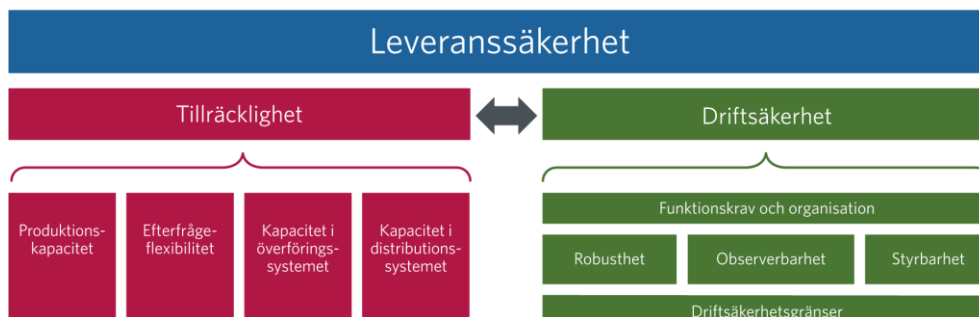 Leveranssäkerhet
Tillräcklighet
Driftsäkerhet
Produktions-
kapacitet
Efterfråge-
flexibilitet
Kapacitet i
överförings-
systemet
Kapacitet i
distributions-
systemet
Funktionskrav och organisation
Robusthet
Observerbarhet
Styrbarhet
Driftsäkerhetsgränser